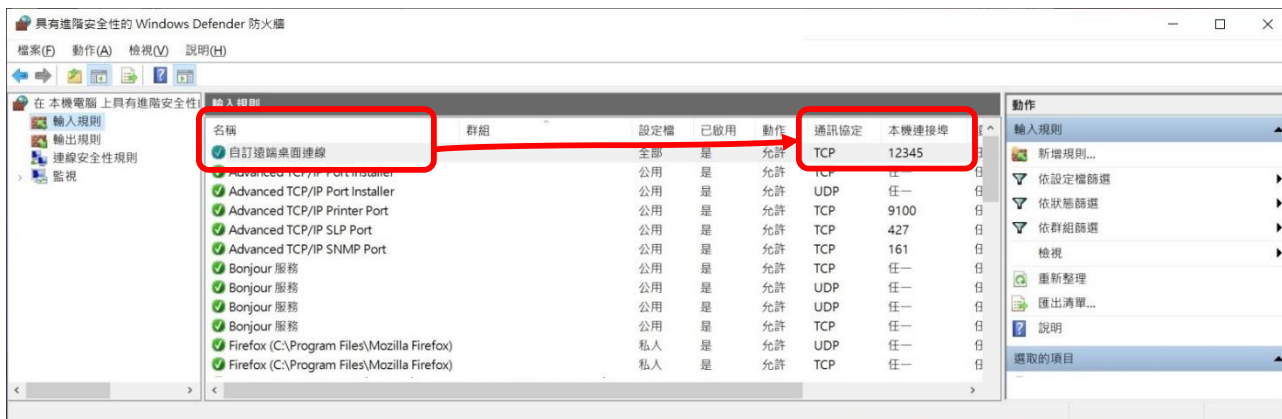 具有進階安全性的 Windows Defender 防火牆
檔案(F) 動作(A) 檢視(V) 說明(H)
在 本機電腦 上具有進階安全性
輸入規則
輸出規則
連線安全性規則
監視
輸入規則
名稱 群組 設定檔 已啟用 動作 通訊協定 本機連接埠
自訂遠端桌面連線 全部 是 允許 TCP 12345
Advanced TCP/IP Port Installer 公用 是 允許 TCP 任一
Advanced TCP/IP Port Installer 公用 是 允許 UDP 任一
Advanced TCP/IP Printer Port 公用 是 允許 TCP 9100
Advanced TCP/IP SLP Port 公用 是 允許 TCP 427
Advanced TCP/IP SNMP Port 公用 是 允許 TCP 161
Bonjour 服務 公用 是 允許 TCP 任一
Bonjour 服務 公用 是 允許 UDP 任一
Bonjour 服務 公用 是 允許 UDP 任一
Bonjour 服務 公用 是 允許 TCP 任一
Firefox (C:\Program Files\Mozilla Firefox) 私人 是 允許 UDP 任一
Firefox (C:\Program Files\Mozilla Firefox) 私人 是 允許 TCP 任一
動作
輸入規則
新增規則...
依設定檔篩選
依狀態篩選
依群組篩選
檢視
重新整理
匯出清單...
說明
選取的項目